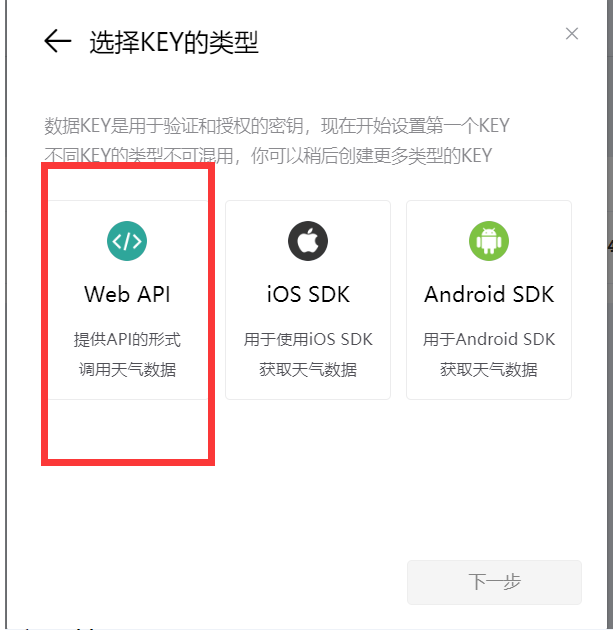 选择KEY的类型
数据KEY是用于验证和授权的密钥，现在开始设置第一个KEY
不同KEY的类型不可混用，你可以稍后创建更多类型的KEY
Web API
提供API的形式
调用天气数据
iOS SDK
用于使用iOS SDK
获取天气数据
Android SDK
用于Android SDK
获取天气数据
下一步